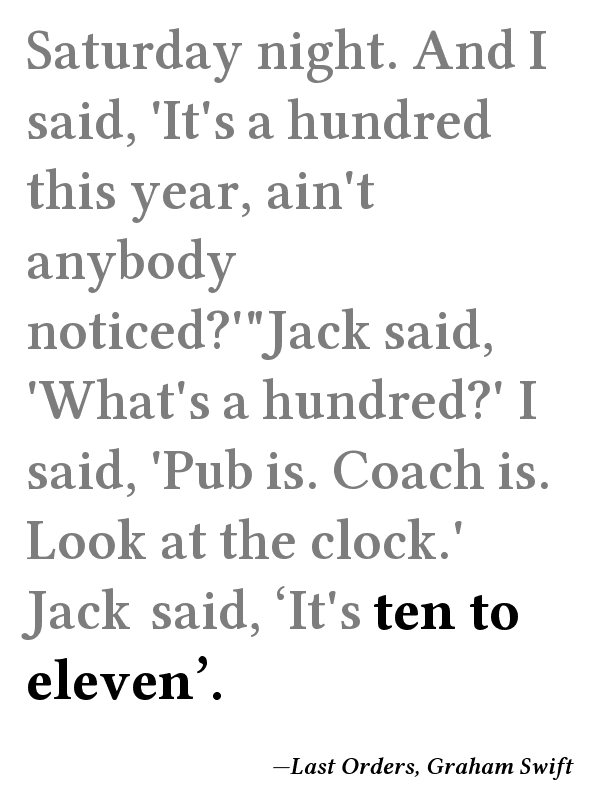 Saturday night. And I
said, 'It's a hundred
this year, ain't
anybody
noticed?'"Jack said,
'What's a hundred?' I
said, 'Pub is. Coach is.
Look at the clock.'
Jack said, ‘It's ten to
eleven’.
—Last Orders, Graham Swift